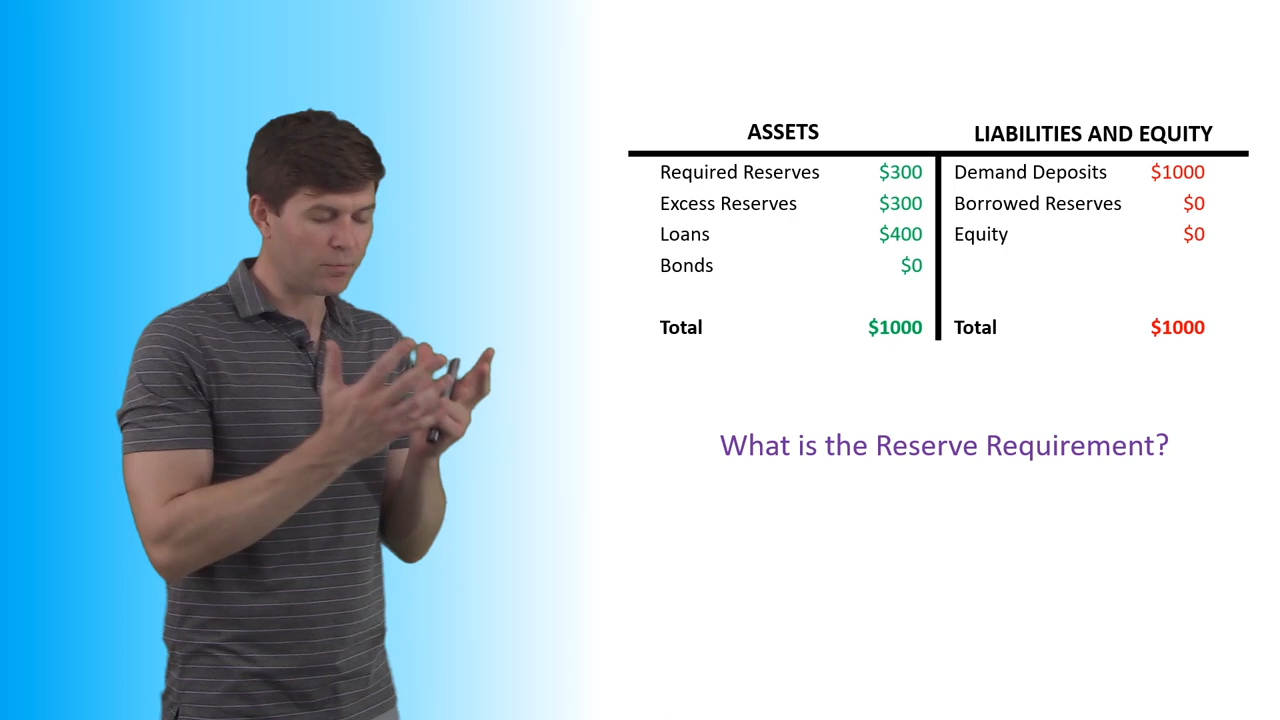 ASSETS LIABILITIES AND EQUITY
Required Reserves $300 Demand Deposits $1000
Excess Reserves $300 Borrowed Reserves $0
Loans $400 Equity $0
Bonds $0
Total $1000 Total $1000
What is the Reserve Requirement?